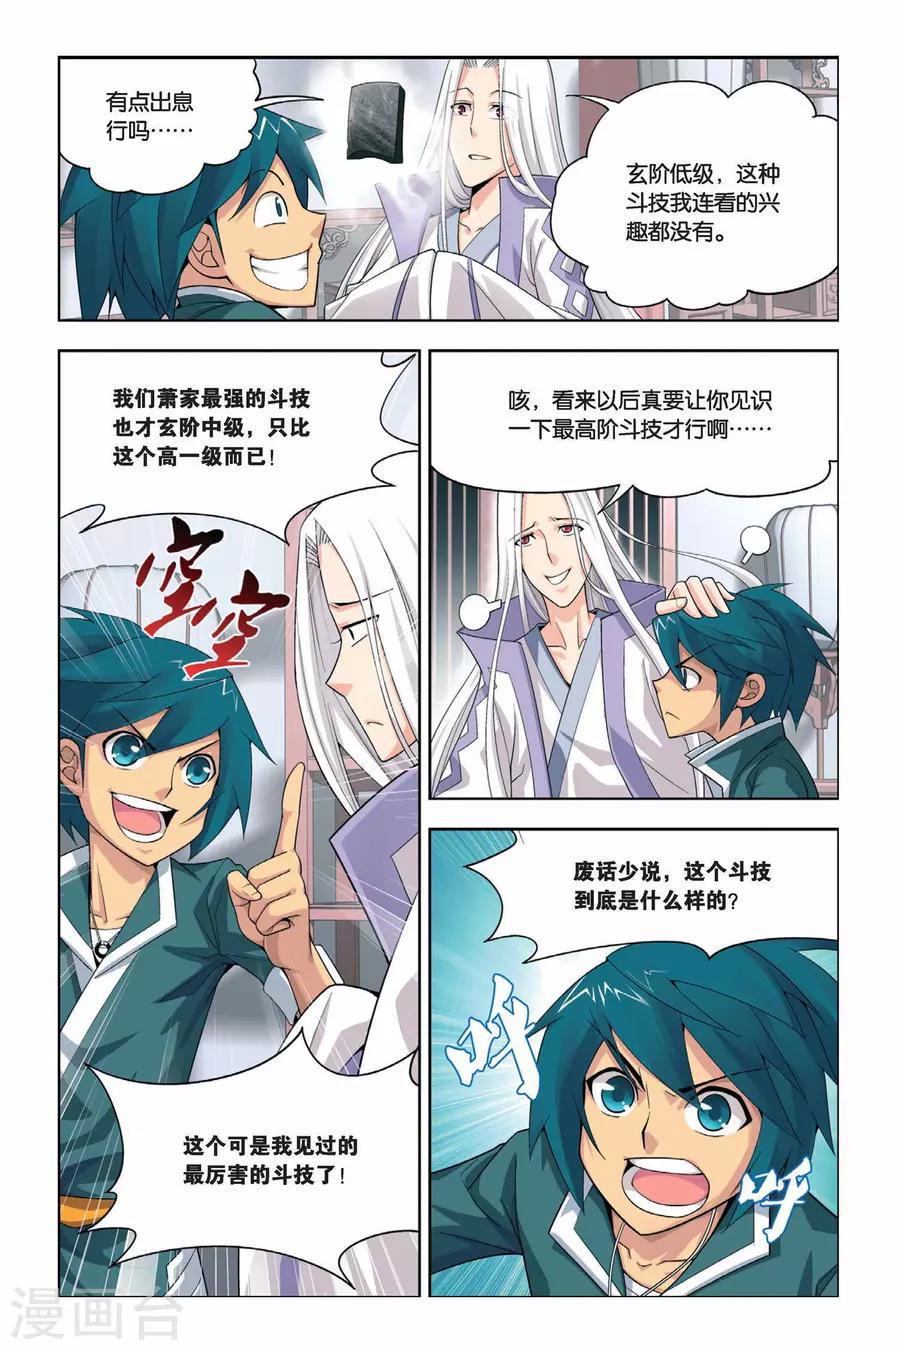 有点出息
行吗……
玄阶低级，这种
斗技我连看的兴
趣都没有。
我们萧家最强的斗技
也才玄阶中级，只比
这个高一级而已！
空
空
这个可是我见过的
最厉害的斗技了！
咳，看来以后真要让你见识
一下最高阶斗技才行啊……
废话少说，这个斗技
到底是什么样的？
呼
呼
漫画台